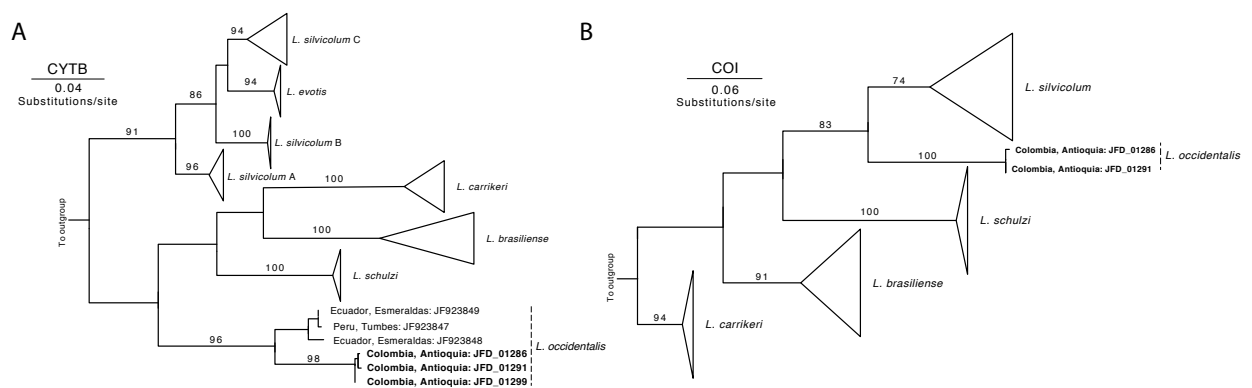 A
CYTB
0.04
Substitutions/site
To outgroup
91
86
94
L. silvicolum C
94
L. evotis
100
L. silvicolum B
96
L. silvicolum A
100
L. carrikeri
100
L. brasiliense
100
L. schulzi
96
Ecuador, Esmeraldas: JF923849
Peru, Tumbes: JF923847
Ecuador, Esmeraldas: JF923848
98
Colombia, Antioquia: JFD_01286
Colombia, Antioquia: JFD_01291
Colombia, Antioquia: JFD_01299
L. occidentalis
B
COI
0.06
Substitutions/site
To outgroup
83
74
L. silvicolum
100
Colombia, Antioquia: JFD_01286
Colombia, Antioquia: JFD_01291
L. occidentalis
100
L. schulzi
91
L. brasiliense
94
L. carrikeri